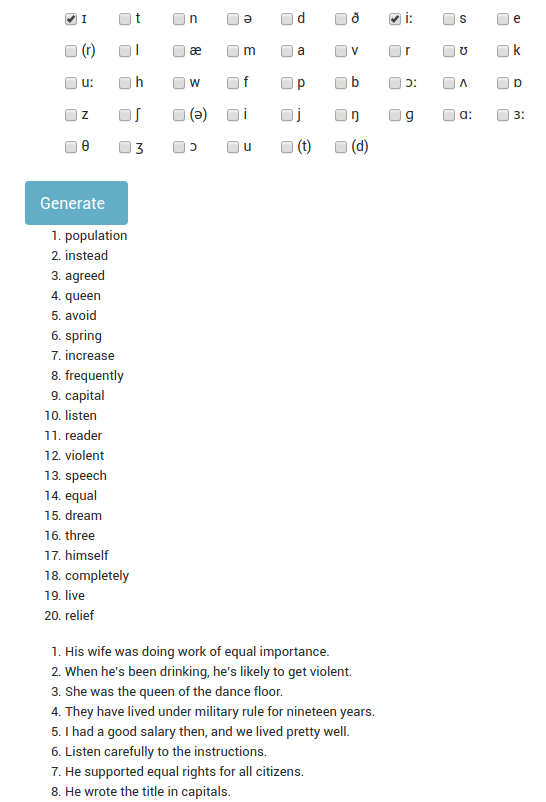 ɪ t n ə d ð iː s e
(r) l æ m a v r ʊ k
uː h w f p b ɔː ʌ ɒ
z ʃ (ə) i j ŋ ɡ ɑː ɜː
θ ʒ ɔ u (t) (d)
Generate
1. population
2. instead
3. agreed
4. queen
5. avoid
6. spring
7. increase
8. frequently
9. capital
10. listen
11. reader
12. violent
13. speech
14. equal
15. dream
16. three
17. himself
18. completely
19. live
20. relief
1. His wife was doing work of equal importance.
2. When he's been drinking, he's likely to get violent.
3. She was the queen of the dance floor.
4. They have lived under military rule for nineteen years.
5. I had a good salary then, and we lived pretty well.
6. Listen carefully to the instructions.
7. He supported equal rights for all citizens.
8. He wrote the title in capitals.